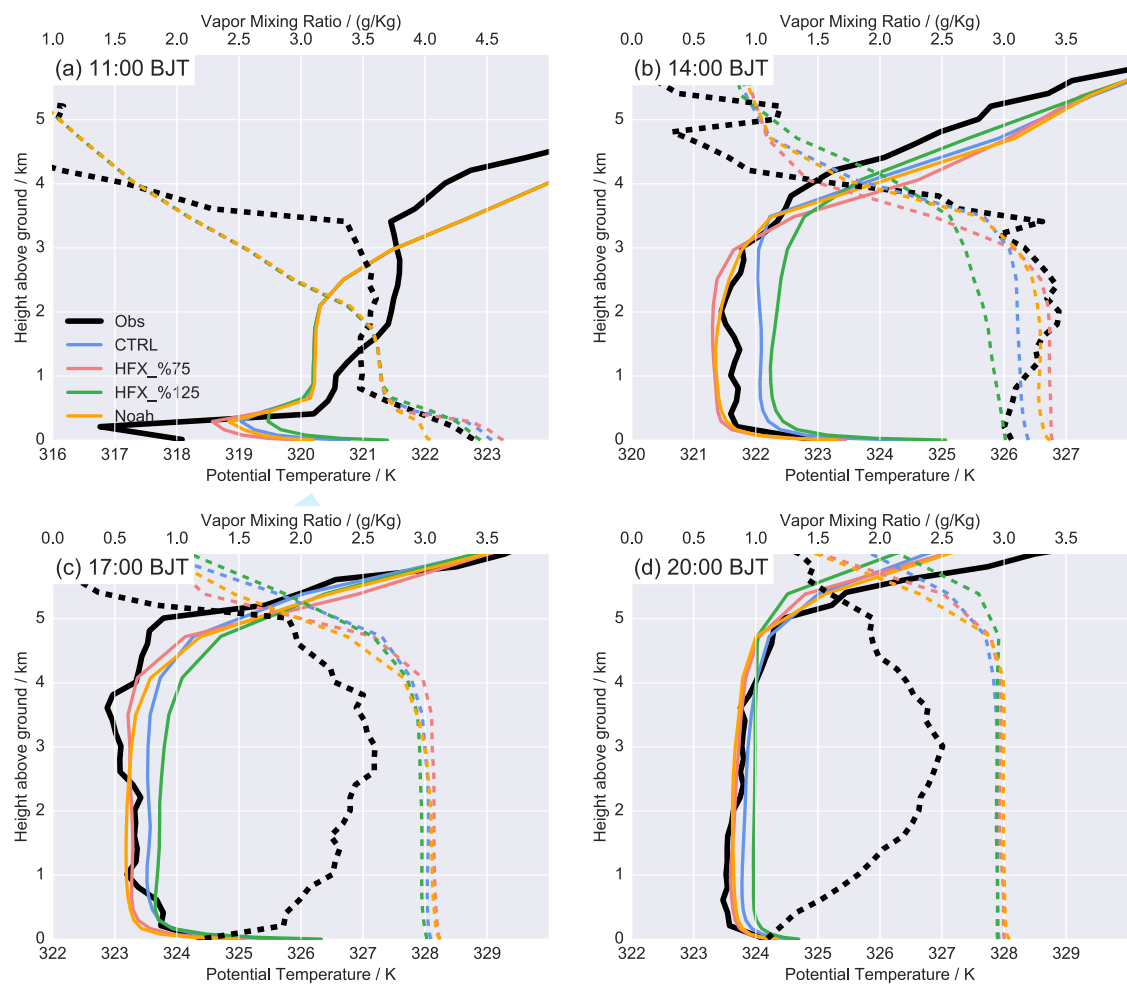 Vapor Mixing Ratio / (g/Kg)
1.0 1.5 2.0 2.5 3.0 3.5 4.0 4.5
(a) 11:00 BJT
Height above ground / km
5
4
3
2
1
0
Obs
CTRL
HFX_%75
HFX_%125
Noah
316 317 318 319 320 321 322 323
Potential Temperature / K
Vapor Mixing Ratio / (g/Kg)
0.0 0.5 1.0 1.5 2.0 2.5 3.0 3.5
(b) 14:00 BJT
Height above ground / km
5
4
3
2
1
0
320 321 322 323 324 325 326 327
Potential Temperature / K
Vapor Mixing Ratio / (g/Kg)
0.0 0.5 1.0 1.5 2.0 2.5 3.0 3.5
(c) 17:00 BJT
Height above ground / km
5
4
3
2
1
0
322 323 324 325 326 327 328 329
Potential Temperature / K
Vapor Mixing Ratio / (g/Kg)
0.0 0.5 1.0 1.5 2.0 2.5 3.0 3.5
(d) 20:00 BJT
Height above ground / km
5
4
3
2
1
0
322 323 324 325 326 327 328 329
Potential Temperature / K